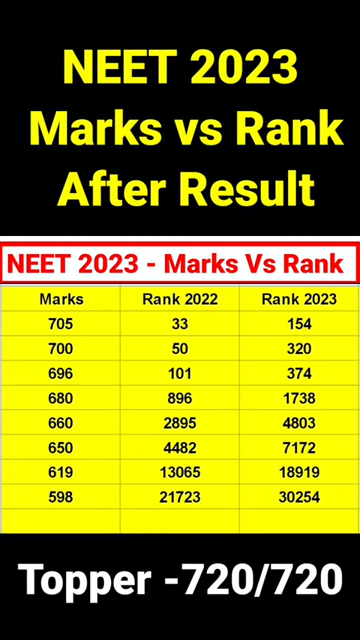 NEET 2023
Marks vs Rank
After Result
NEET 2023 - Marks Vs Rank
Marks Rank 2022 Rank 2023
705 33 154
700 50 320
696 101 374
680 896 1738
660 2895 4803
650 4482 7172
619 13065 18919
598 21723 30254
Topper -720/720